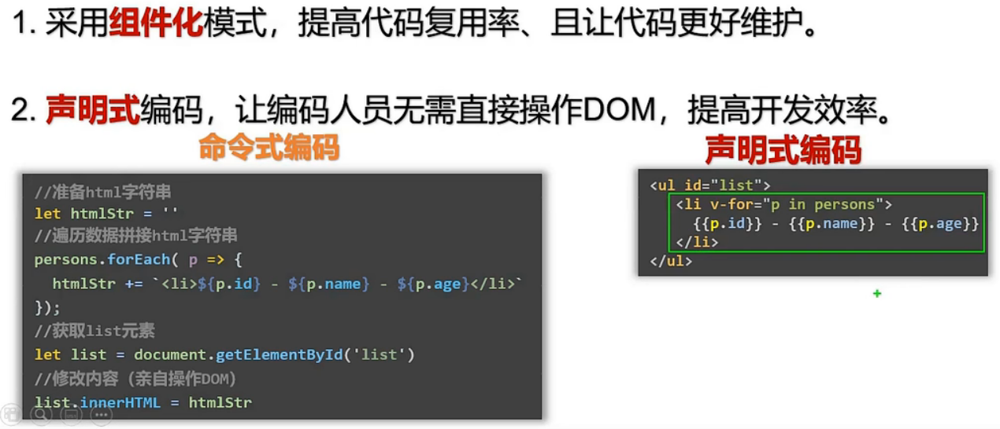 1. 采用组件化模式，提高代码复用率、且让代码更好维护。
2. 声明式编码，让编码人员无需直接操作DOM，提高开发效率。
命令式编码
//准备html字符串
let htmlStr = ''
//遍历数据拼接html字符串
persons.forEach( p => {
  htmlStr += `<li>${p.id} - ${p.name} - ${p.age}</li>`
});
//获取list元素
let list = document.getElementById('list')
//修改内容（亲自操作DOM）
list.innerHTML = htmlStr
声明式编码
<ul id="list">
  <li v-for="p in persons">
    {{p.id}} - {{p.name}} - {{p.age}}
  </li>
</ul>